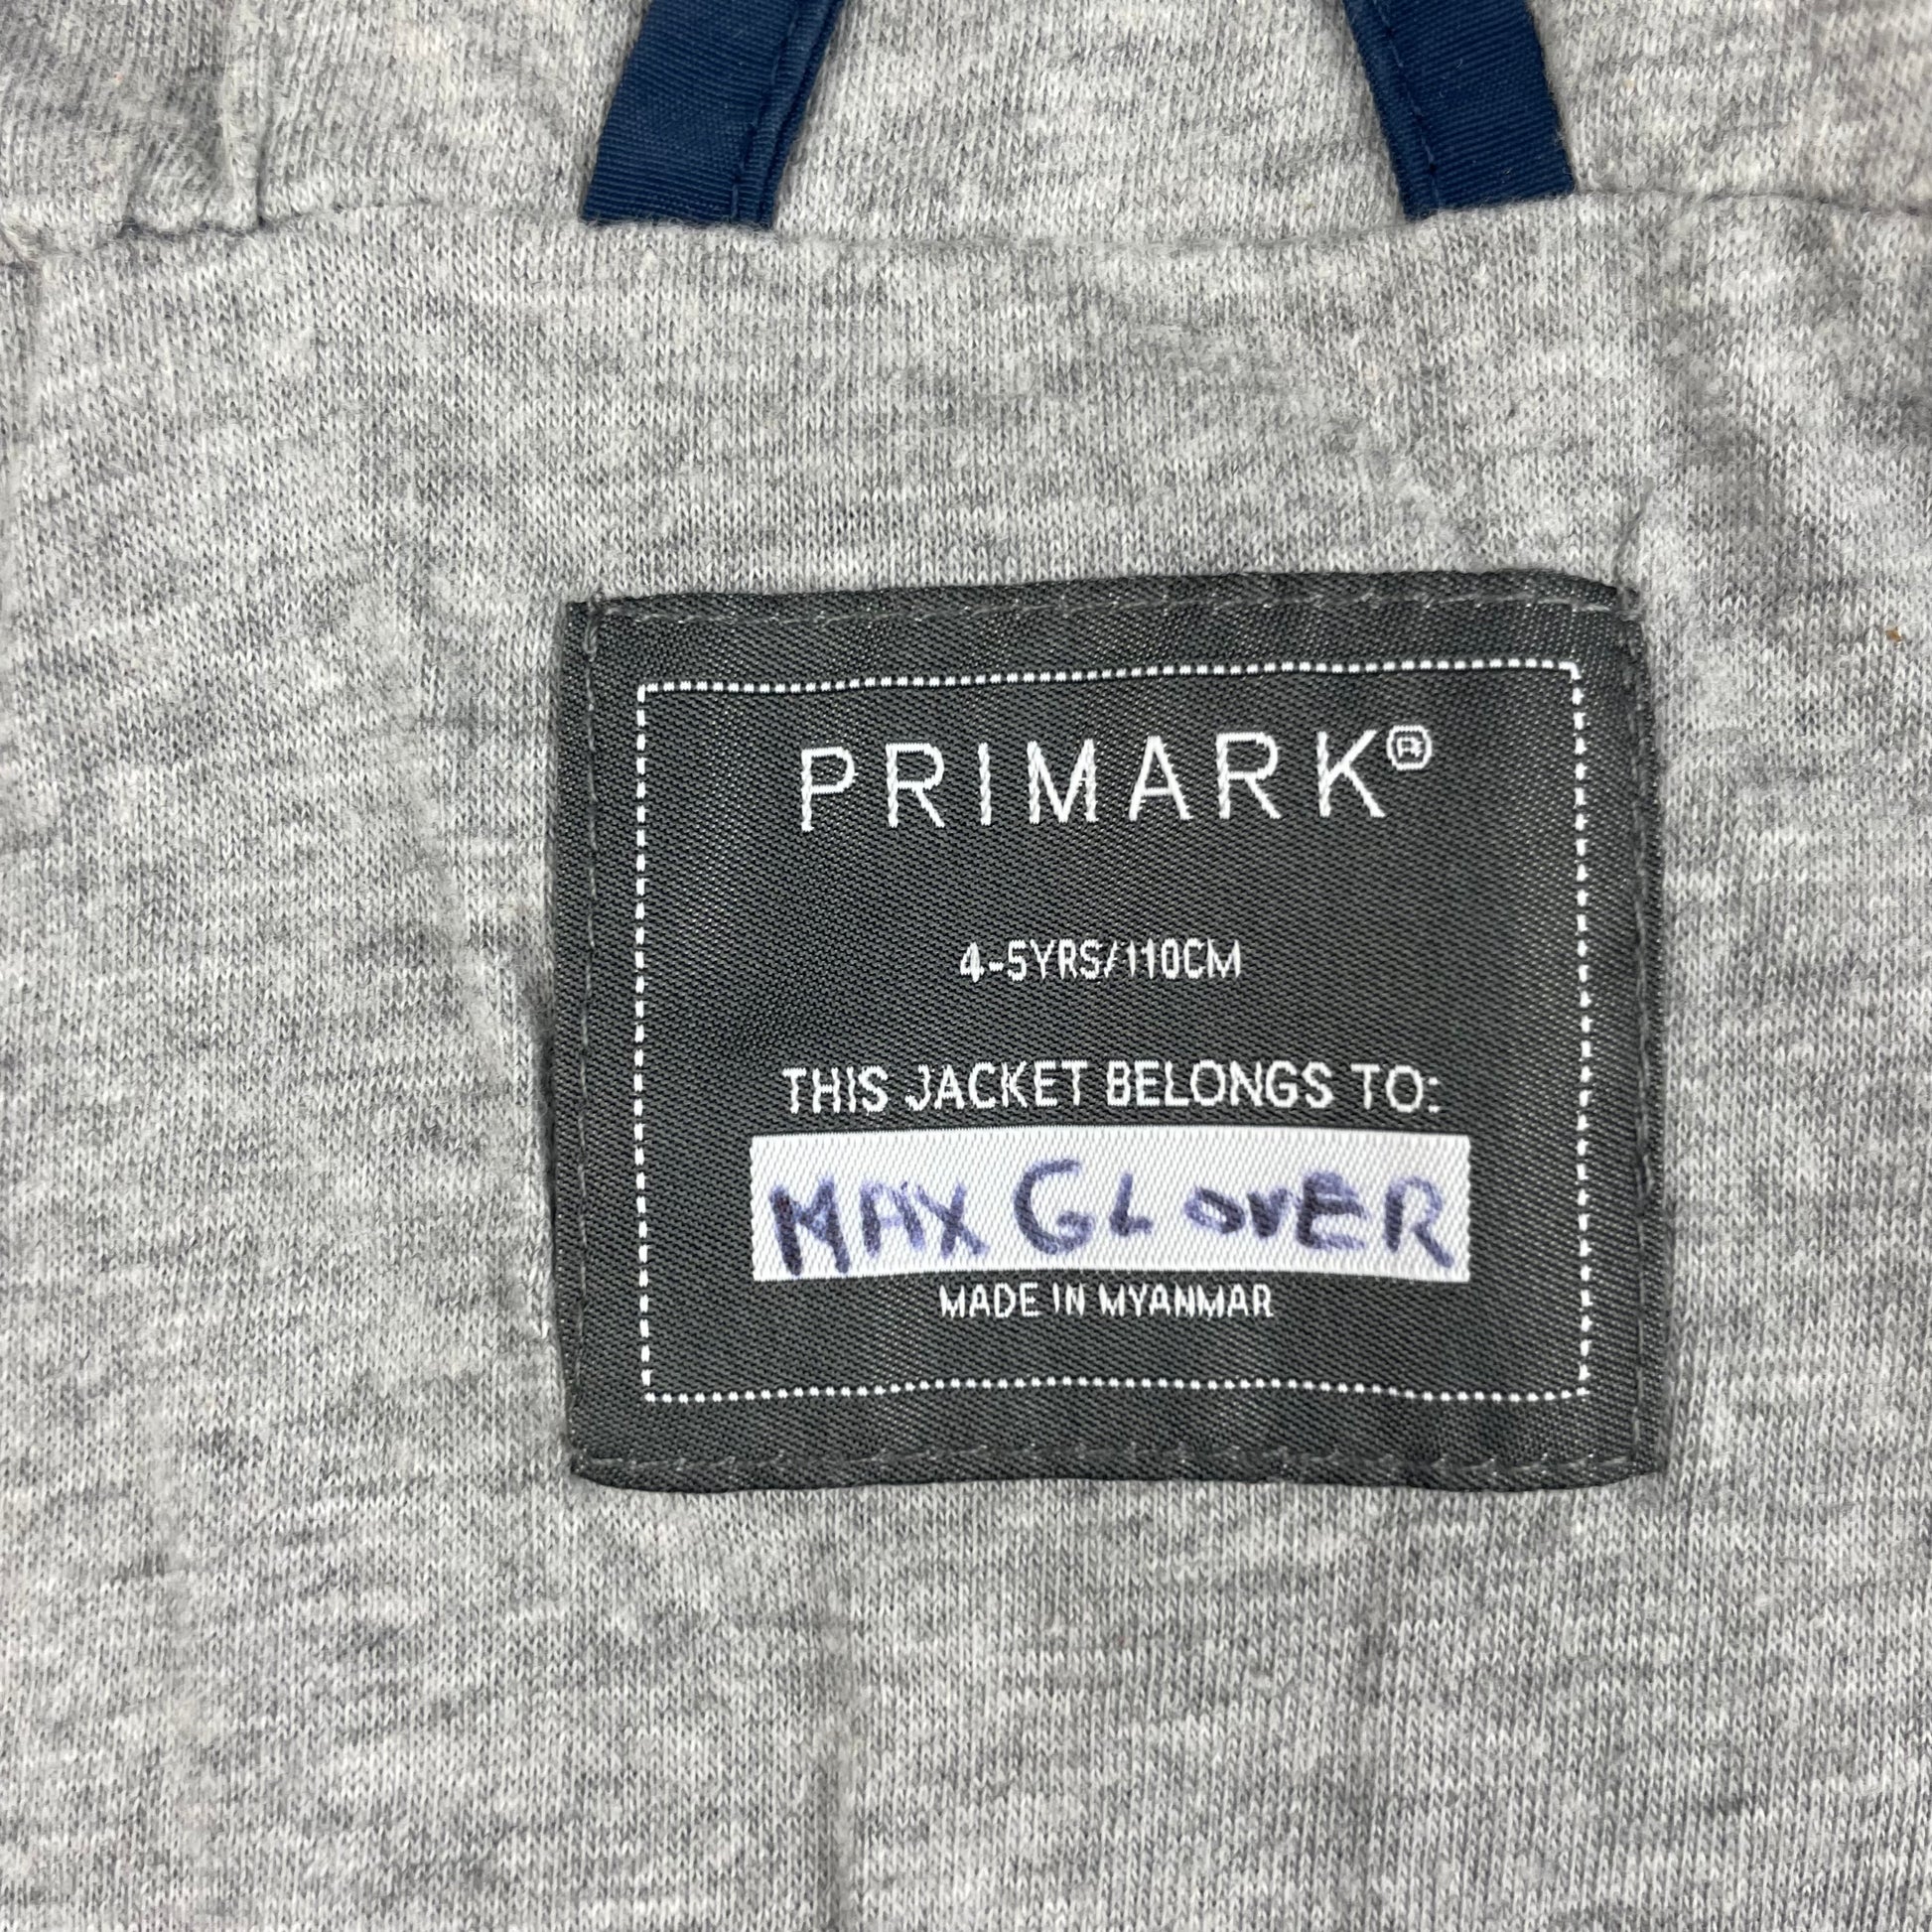 PRIMARK®
4-5YRS/110CM
THIS JACKET BELONGS TO:
MAX GLOVER
MADE IN MYANMAR